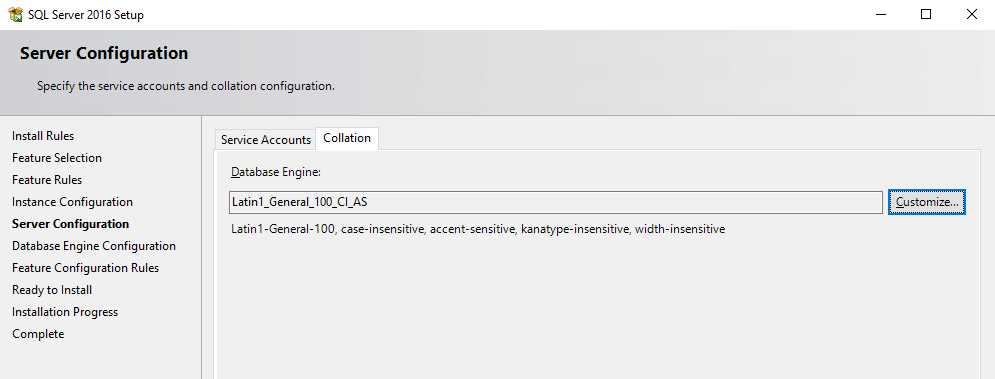 SQL Server 2016 Setup
Server Configuration
Specify the service accounts and collation configuration.
Install Rules
Feature Selection
Feature Rules
Instance Configuration
Server Configuration
Database Engine Configuration
Feature Configuration Rules
Ready to Install
Installation Progress
Complete
Service Accounts Collation
Database Engine:
Latin1_General_100_CI_AS Customize...
Latin1-General-100, case-insensitive, accent-sensitive, kanatype-insensitive, width-insensitive